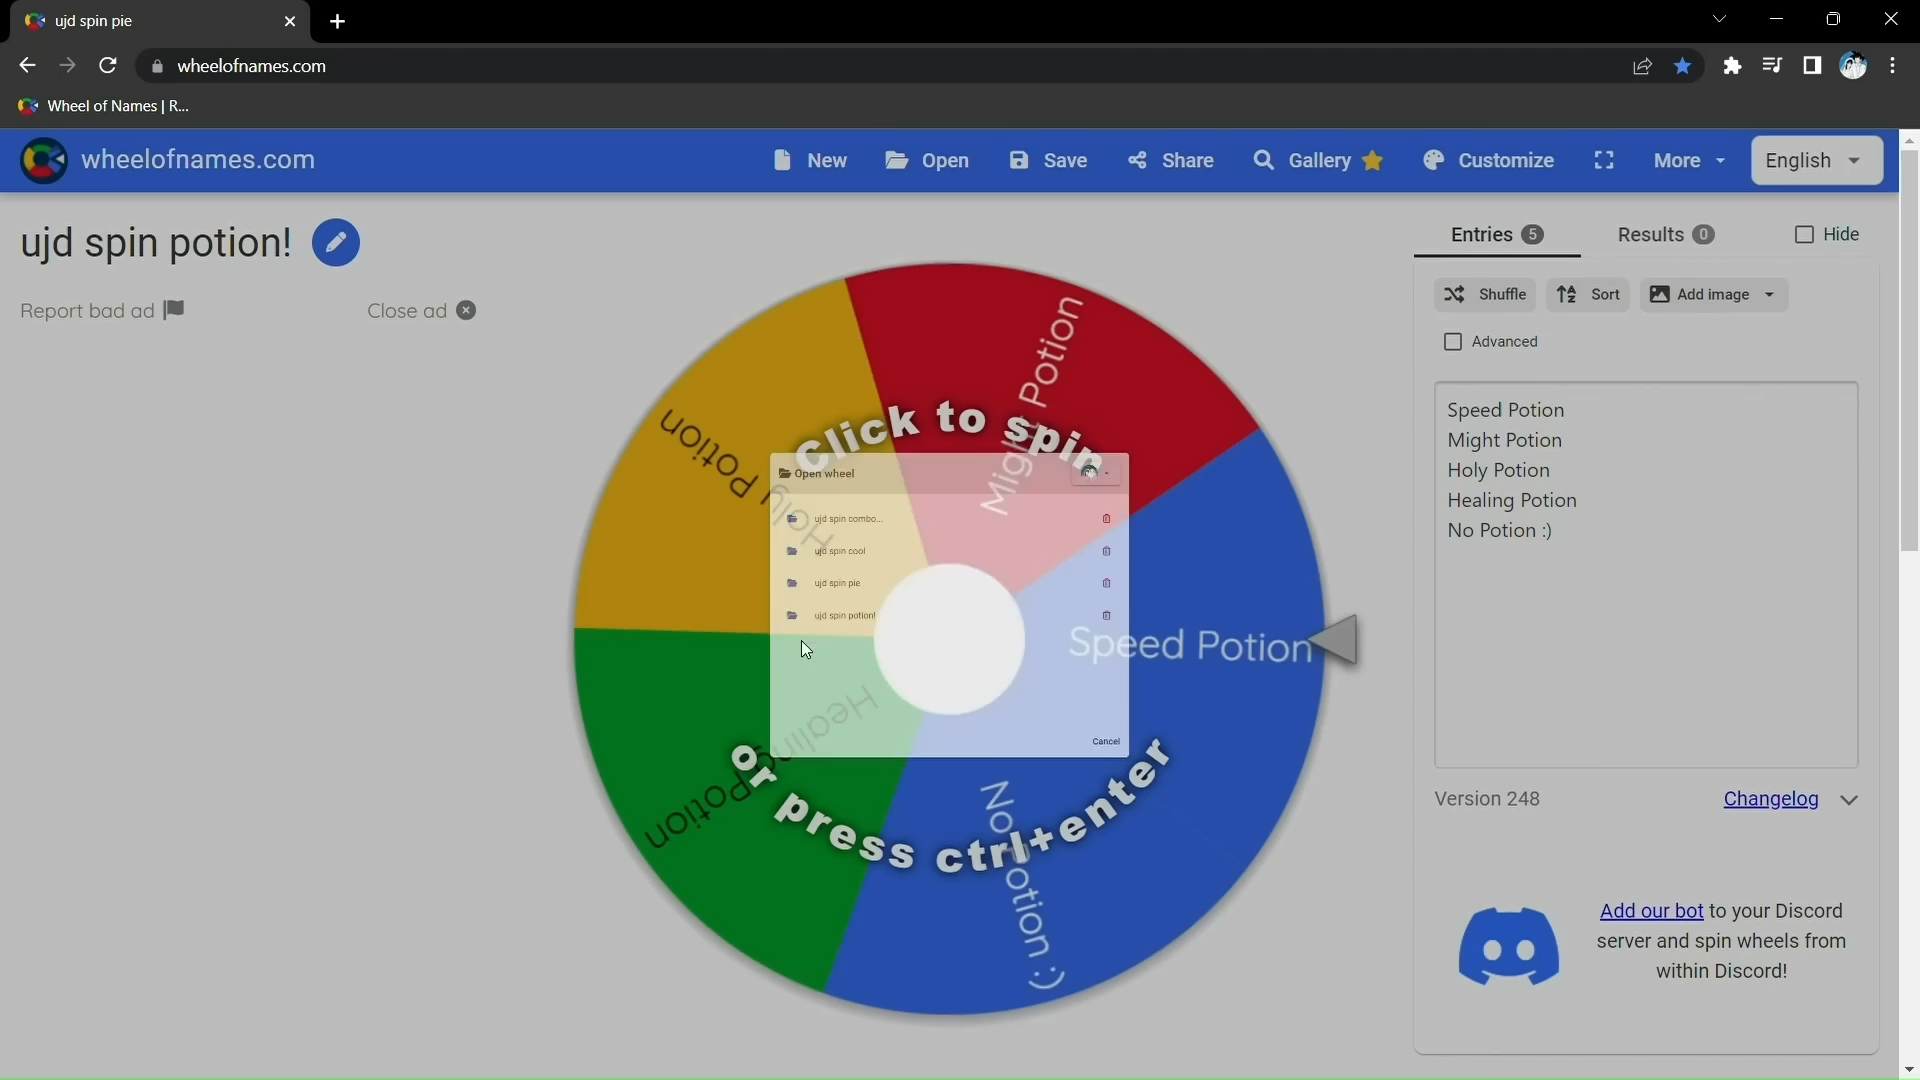 ujd spin pie
wheelofnames.com
Wheel of Names | R...
wheelofnames.com
New
Open
Save
Share
Gallery
Customize
More
English
ujd spin potion!
Report bad ad
Close ad
Entries 5
Results 0
Hide
Shuffle
Sort
Add image
Advanced
Speed Potion
Might Potion
Holy Potion
Healing Potion
No Potion :)
Version 248
Changelog
Add our bot to your Discord
server and spin wheels from
within Discord!
Might Potion
Holy Potion
Speed Potion
Healing Potion
No Potion :)
Click to spin
or press ctrl+enter
Open wheel
ujd spin combo...
ujd spin cool
ujd spin pie
ujd spin potion!
Cancel